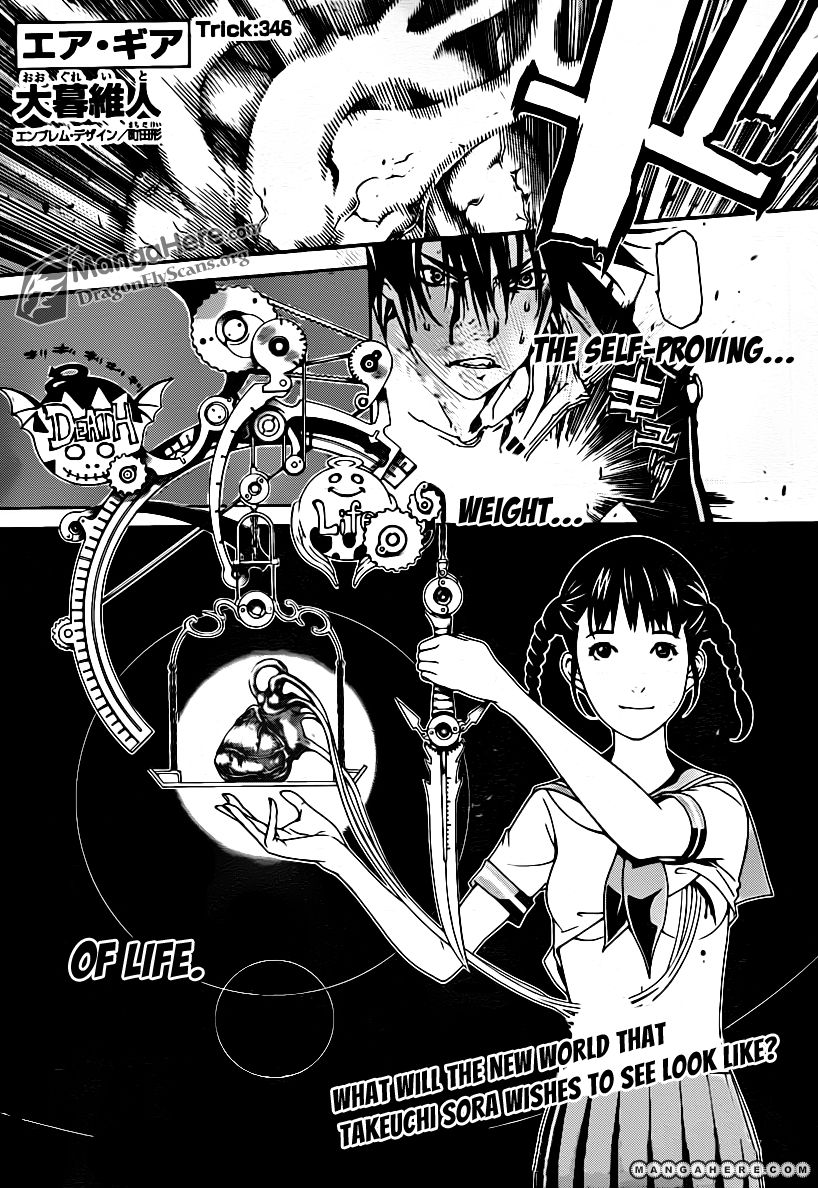 エア・ギア
Trick:346
おおぐれいと
大暮維人
エンブレム・デザイン/町田彰
MangaHere.com
DragonFlyScans.org
THE SELF-PROVING...
DEATH
Life
WEIGHT...
OF LIFE.
WHAT WILL THE NEW WORLD THAT
TAKEUCHI SORA WISHES TO SEE LOOK LIKE?
MANGAHERE.COM